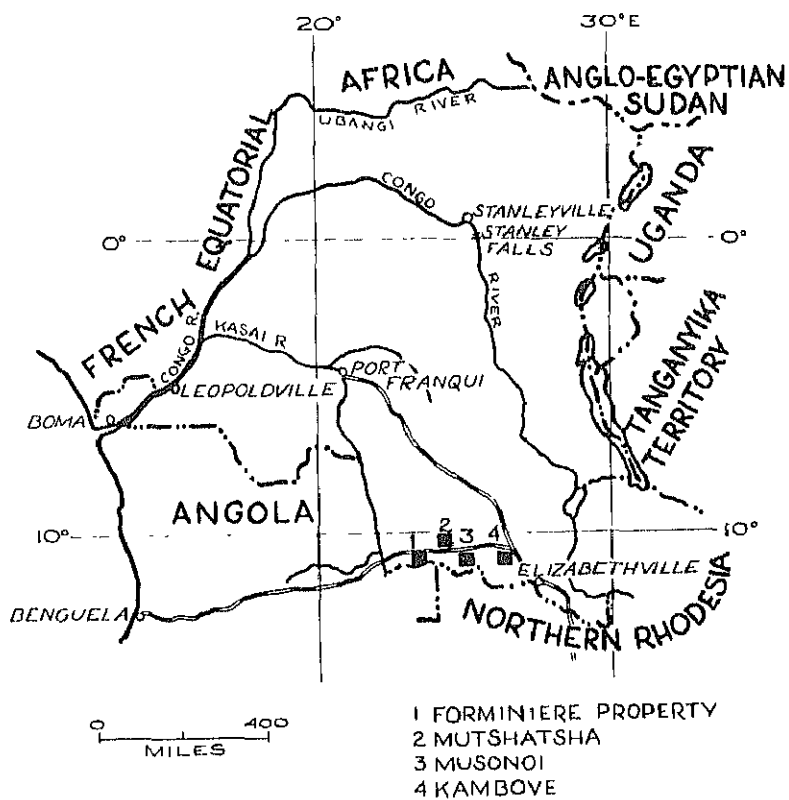 20°
30°E
AFRICA
ANGLO-EGYPTIAN
SUDAN
UBANGI RIVER
EQUATORIAL
UGANDA
CONGO
STANLEYVILLE
STANLEY
FALLS
0°
0°
RIVER
FRENCH
CONGO R.
KASAI R
PORT
FRANQUI
LEOPOLDVILLE
TANGANYIKA
TERRITORY
BOMA
ANGOLA
10°
10°
1
2
3
4
ELIZABETHVILLE
BENGUELA
NORTHERN RHODESIA
0 400
MILES
1 FORMINIERE PROPERTY
2 MUTSHATSHA
3 MUSONOI
4 KAMBOVE